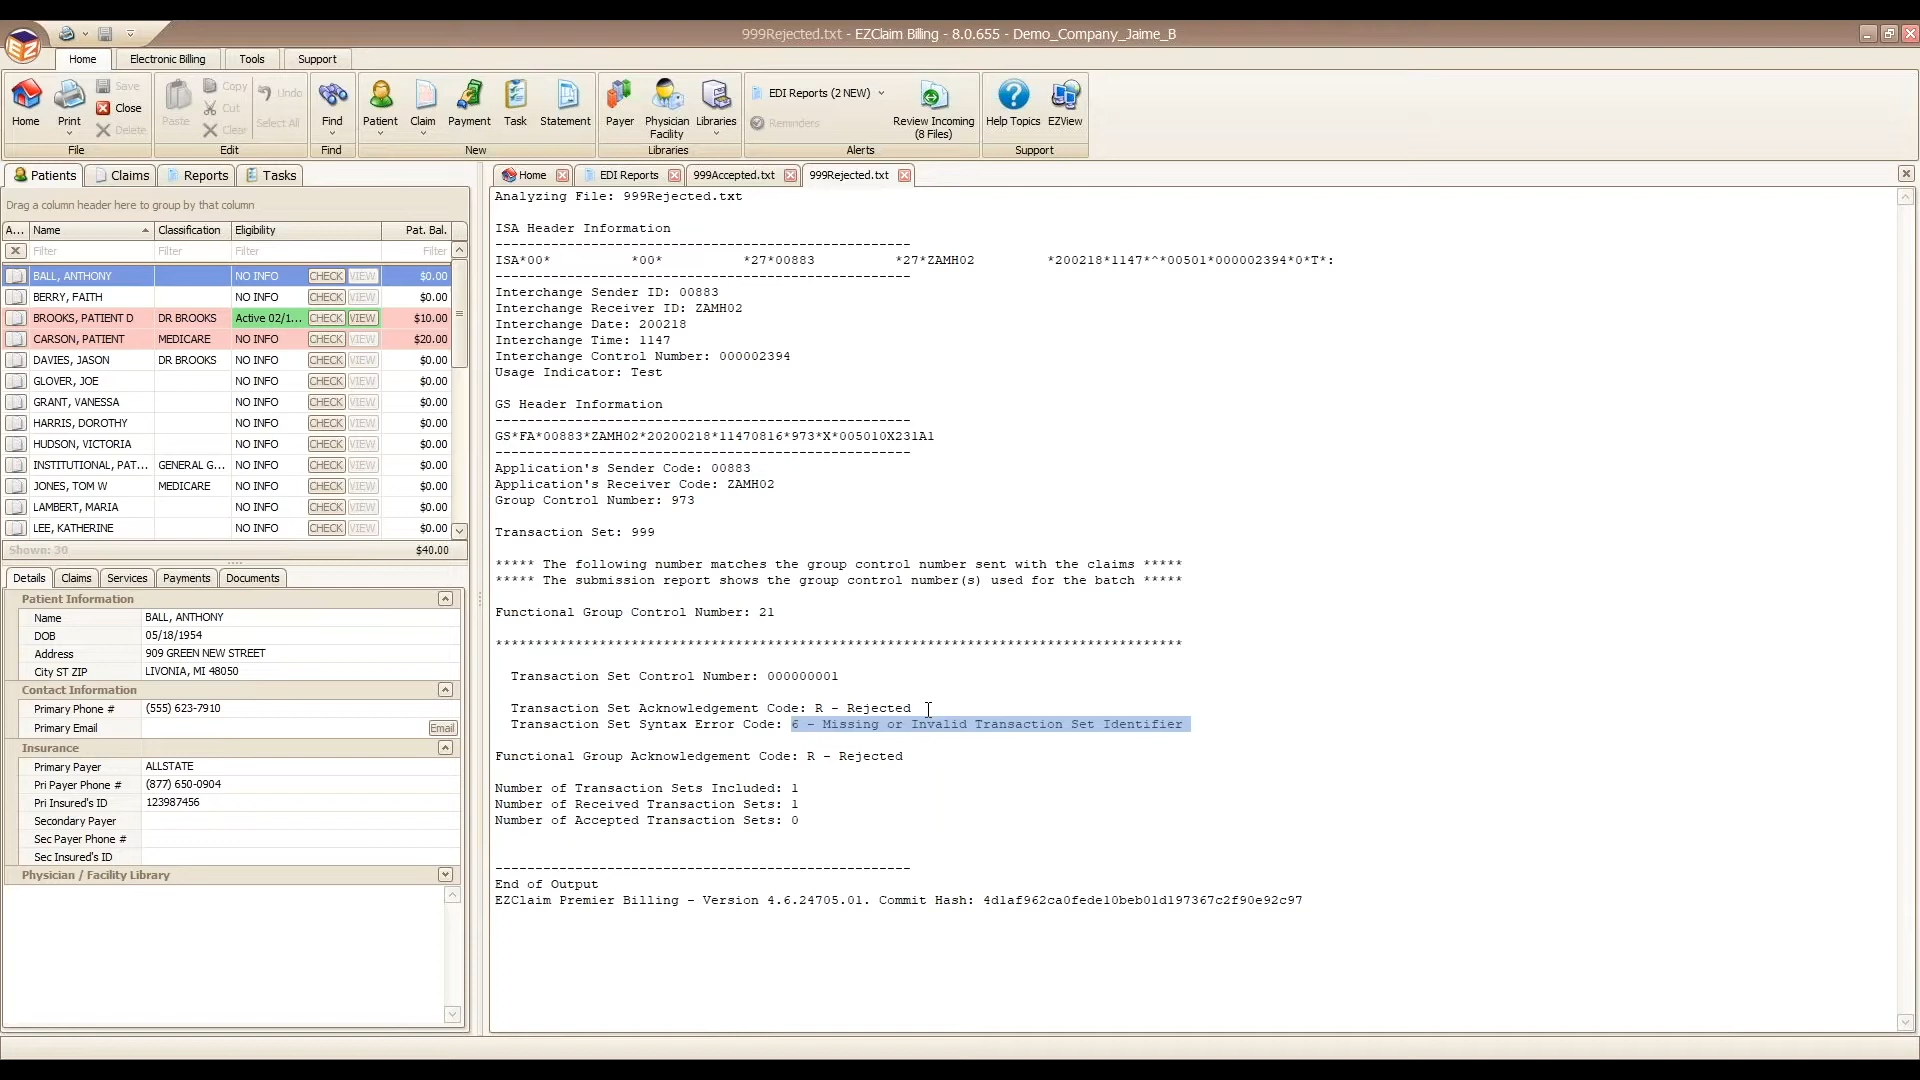 999Rejected.txt - EZClaim Billing - 8.0.655 - Demo_Company_Jaime_B
Home Electronic Billing Tools Support
Home Print Save Close Delete Paste Copy Cut Clear Undo Select All Find Patient Claim Payment Task Statement Payer Physician Facility Libraries EDI Reports (2 NEW) Reminders Review Incoming (8 Files) Help Topics EZView
File Edit Find New Libraries Alerts Support
Patients Claims Reports Tasks
Drag a column header here to group by that column
A... Name Classification Eligibility Pat. Bal.
Filter Filter Filter Filter
BALL, ANTHONY NO INFO CHECK VIEW $0.00
BERRY, FAITH NO INFO CHECK VIEW $0.00
BROOKS, PATIENT D DR BROOKS Active 02/1... CHECK VIEW $10.00
CARSON, PATIENT MEDICARE NO INFO CHECK VIEW $20.00
DAVIES, JASON DR BROOKS NO INFO CHECK VIEW $0.00
GLOVER, JOE NO INFO CHECK VIEW $0.00
GRANT, VANESSA NO INFO CHECK VIEW $0.00
HARRIS, DOROTHY NO INFO CHECK VIEW $0.00
HUDSON, VICTORIA NO INFO CHECK VIEW $0.00
INSTITUTIONAL, PAT... GENERAL G... NO INFO CHECK VIEW $0.00
JONES, TOM W MEDICARE NO INFO CHECK VIEW $0.00
LAMBERT, MARIA NO INFO CHECK VIEW $0.00
LEE, KATHERINE NO INFO CHECK VIEW $0.00
Shown: 30 $40.00
Details Claims Services Payments Documents
Patient Information
Name BALL, ANTHONY
DOB 05/18/1954
Address 909 GREEN NEW STREET
City ST ZIP LIVONIA, MI 48050
Contact Information
Primary Phone # (555) 623-7910
Primary Email Email
Insurance
Primary Payer ALLSTATE
Pri Payer Phone # (877) 650-0904
Pri Insured's ID 123987456
Secondary Payer
Sec Payer Phone #
Sec Insured's ID
Physician / Facility Library
Home EDI Reports 999Accepted.txt 999Rejected.txt
Analyzing File: 999Rejected.txt
ISA Header Information
----------------------------------------------------
ISA*00*          *00*          *27*00883          *27*ZAMH02         *200218*1147*^*00501*000002394*0*T*:
----------------------------------------------------
Interchange Sender ID: 00883
Interchange Receiver ID: ZAMH02
Interchange Date: 200218
Interchange Time: 1147
Interchange Control Number: 000002394
Usage Indicator: Test
GS Header Information
----------------------------------------------------
GS*FA*00883*ZAMH02*20200218*11470816*973*X*005010X231A1
----------------------------------------------------
Application's Sender Code: 00883
Application's Receiver Code: ZAMH02
Group Control Number: 973
Transaction Set: 999
***** The following number matches the group control number sent with the claims *****
***** The submission report shows the group control number(s) used for the batch *****
Functional Group Control Number: 21
**************************************************************************************
Transaction Set Control Number: 000000001
Transaction Set Acknowledgement Code: R - Rejected
Transaction Set Syntax Error Code: 6 - Missing or Invalid Transaction Set Identifier
Functional Group Acknowledgement Code: R - Rejected
Number of Transaction Sets Included: 1
Number of Received Transaction Sets: 1
Number of Accepted Transaction Sets: 0
----------------------------------------------------
End of Output
EZClaim Premier Billing - Version 4.6.24705.01. Commit Hash: 4d1af962ca0fede10beb01d197367c2f90e92c97